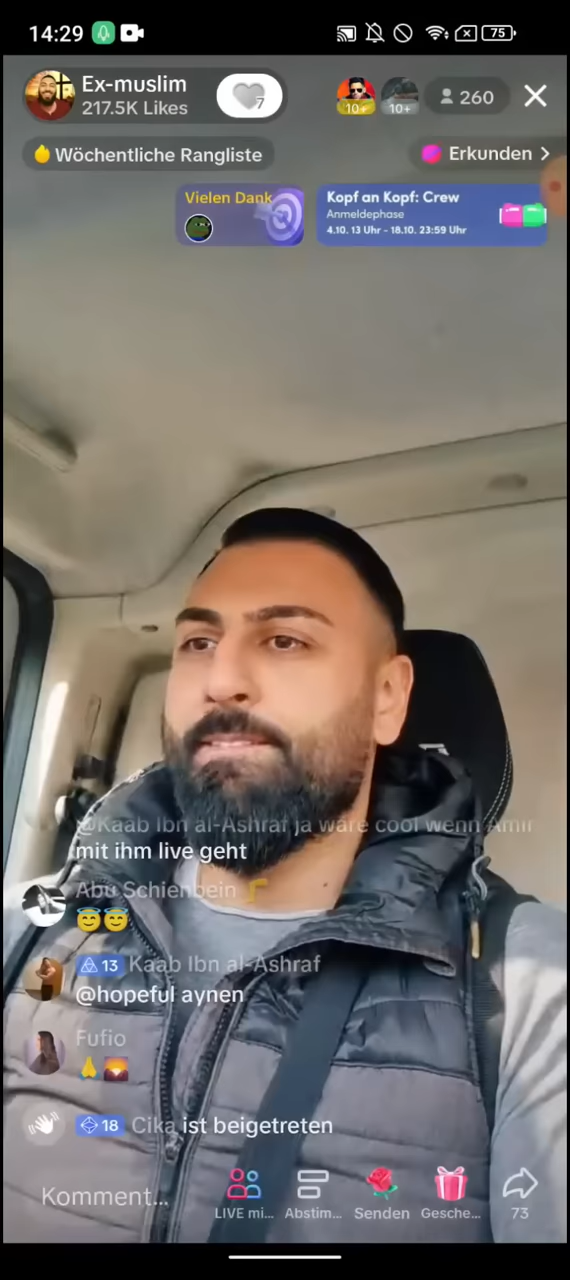 14:29
75
Ex-muslim
217.5K Likes
7
10+
10+
260
Wöchentliche Rangliste
Erkunden
Vielen Dank
Kopf an Kopf: Crew
Anmeldephase
4.10. 13 Uhr - 18.10. 23:59 Uhr
@Kaab Ibn al-Ashraf ja wäre cool wenn Amir
mit ihm live geht
Abu Schienbein
13 Kaab Ibn al-Ashraf
@hopeful aynen
Fufio
18 Cika ist beigetreten
Komment...
LIVE mi...
Abstim...
Senden
Gesche...
73